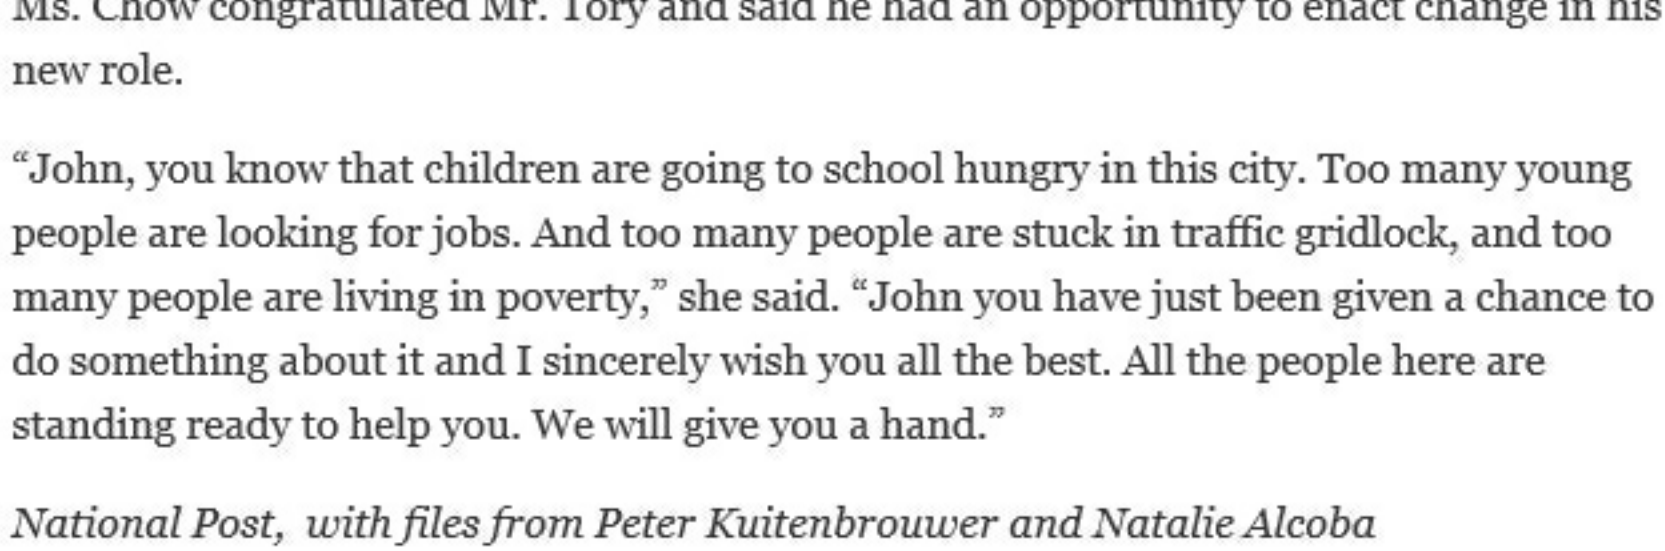 Ms. Chow congratulated Mr. Tory and said he had an opportunity to enact change in his
new role.
“John, you know that children are going to school hungry in this city. Too many young
people are looking for jobs. And too many people are stuck in traffic gridlock, and too
many people are living in poverty,” she said. “John you have just been given a chance to
do something about it and I sincerely wish you all the best. All the people here are
standing ready to help you. We will give you a hand.”
National Post, with files from Peter Kuitenbrouwer and Natalie Alcoba